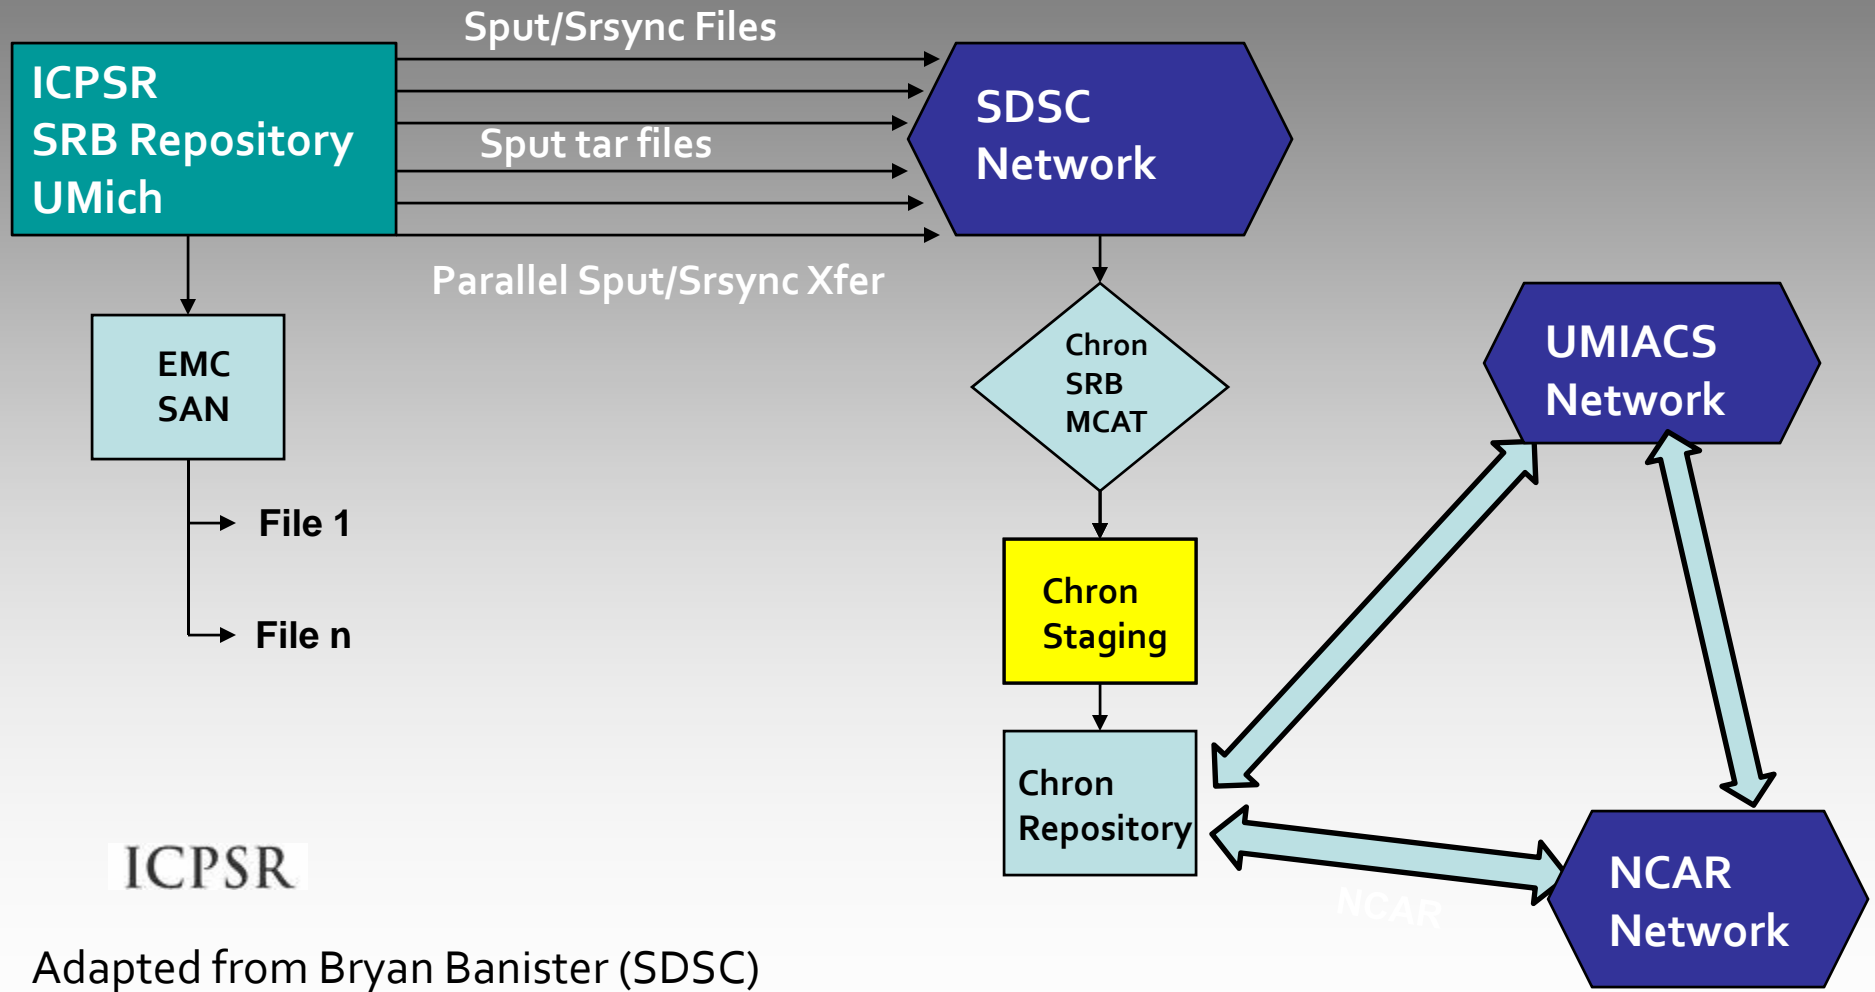 Sput/Srsync Files
ICPSR
SRB Repository
UMich
Sput tar files
Parallel Sput/Srsync Xfer
SDSC
Network
EMC
SAN
File 1
File n
Chron
SRB
MCAT
Chron
Staging
Chron
Repository
UMIACS
Network
NCAR
NCAR
Network
ICPSR
Adapted from Bryan Banister (SDSC)